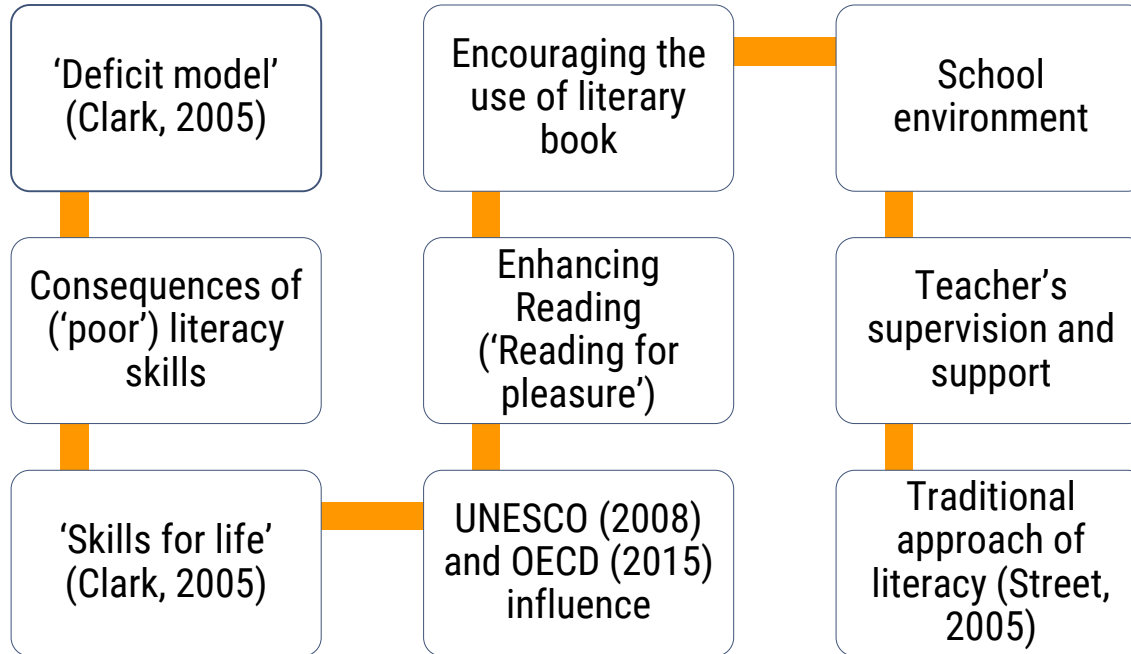 ‘Deficit model’
(Clark, 2005)
Consequences of
(‘poor’) literacy
skills
‘Skills for life’
(Clark, 2005)
UNESCO (2008)
and OECD (2015)
influence
Enhancing
Reading
(‘Reading for
pleasure’)
Encouraging the
use of literary
book
School
environment
Teacher’s
supervision and
support
Traditional
approach of
literacy (Street,
2005)